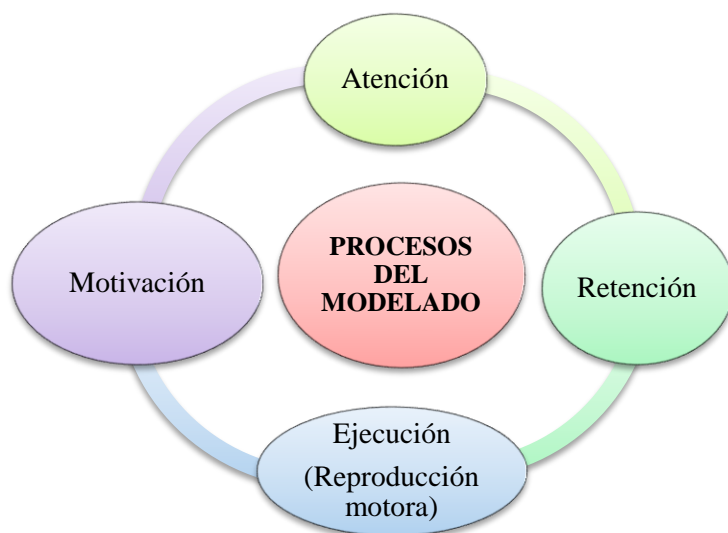 Atención
PROCESOS
DEL
MODELADO
Motivación
Retención
Ejecución
(Reproducción
motora)